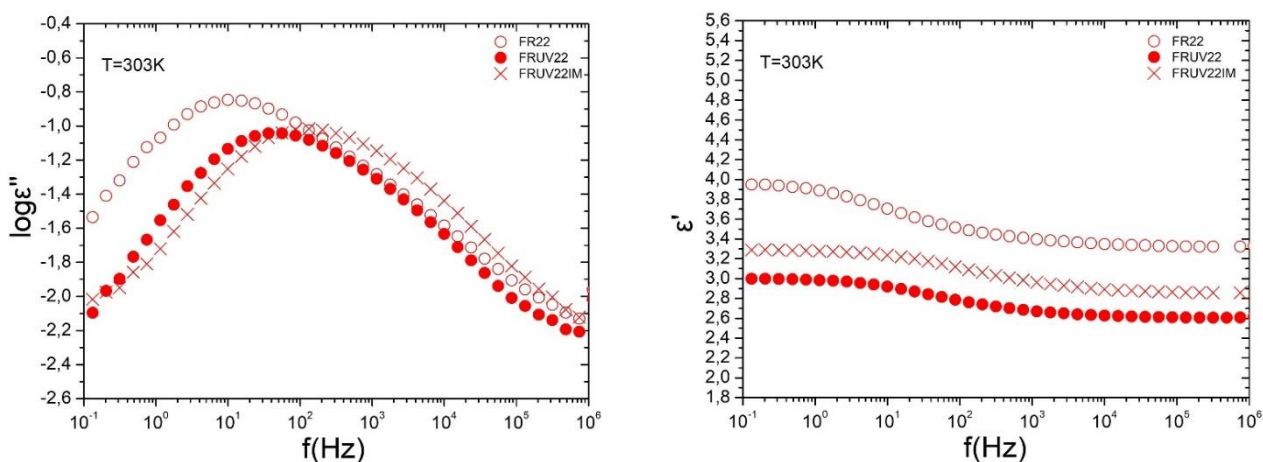 -0,4
-0,6
-0,8
-1,0
-1,2
-1,4
-1,6
-1,8
-2,0
-2,2
-2,4
-2,6
logε''
T=303K
FR22
FRUV22
FRUV22IM
10⁻¹ 10⁰ 10¹ 10² 10³ 10⁴ 10⁵ 10⁶
f(Hz)
5,6
5,4
5,2
5,0
4,8
4,6
4,4
4,2
4,0
3,8
3,6
3,4
3,2
3,0
2,8
2,6
2,4
2,2
2,0
1,8
ε'
T=303K
FR22
FRUV22
FRUV22IM
10⁻¹ 10⁰ 10¹ 10² 10³ 10⁴ 10⁵ 10⁶
f(Hz)